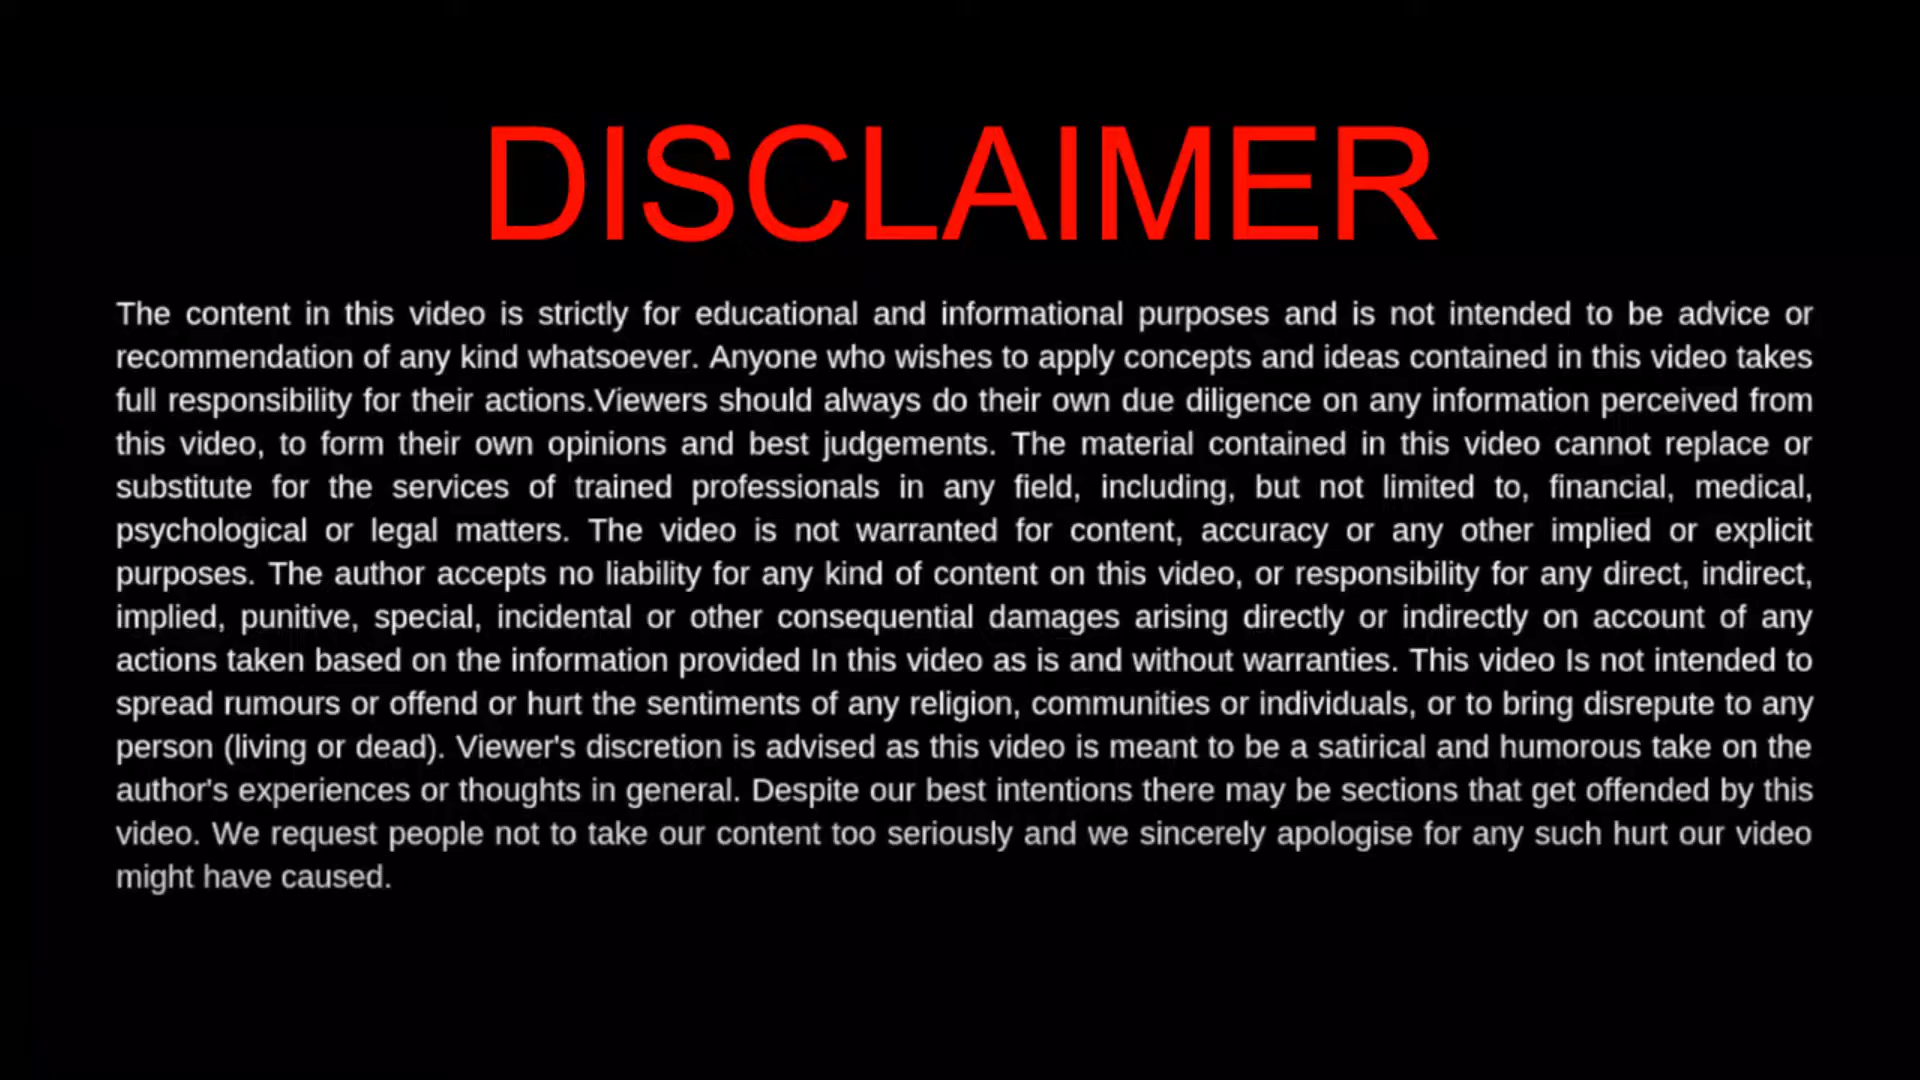 DISCLAIMER
The content in this video is strictly for educational and informational purposes and is not intended to be advice or
recommendation of any kind whatsoever. Anyone who wishes to apply concepts and ideas contained in this video takes
full responsibility for their actions.Viewers should always do their own due diligence on any information perceived from
this video, to form their own opinions and best judgements. The material contained in this video cannot replace or
substitute for the services of trained professionals in any field, including, but not limited to, financial, medical,
psychological or legal matters. The video is not warranted for content, accuracy or any other implied or explicit
purposes. The author accepts no liability for any kind of content on this video, or responsibility for any direct, indirect,
implied, punitive, special, incidental or other consequential damages arising directly or indirectly on account of any
actions taken based on the information provided In this video as is and without warranties. This video Is not intended to
spread rumours or offend or hurt the sentiments of any religion, communities or individuals, or to bring disrepute to any
person (living or dead). Viewer's discretion is advised as this video is meant to be a satirical and humorous take on the
author's experiences or thoughts in general. Despite our best intentions there may be sections that get offended by this
video. We request people not to take our content too seriously and we sincerely apologise for any such hurt our video
might have caused.